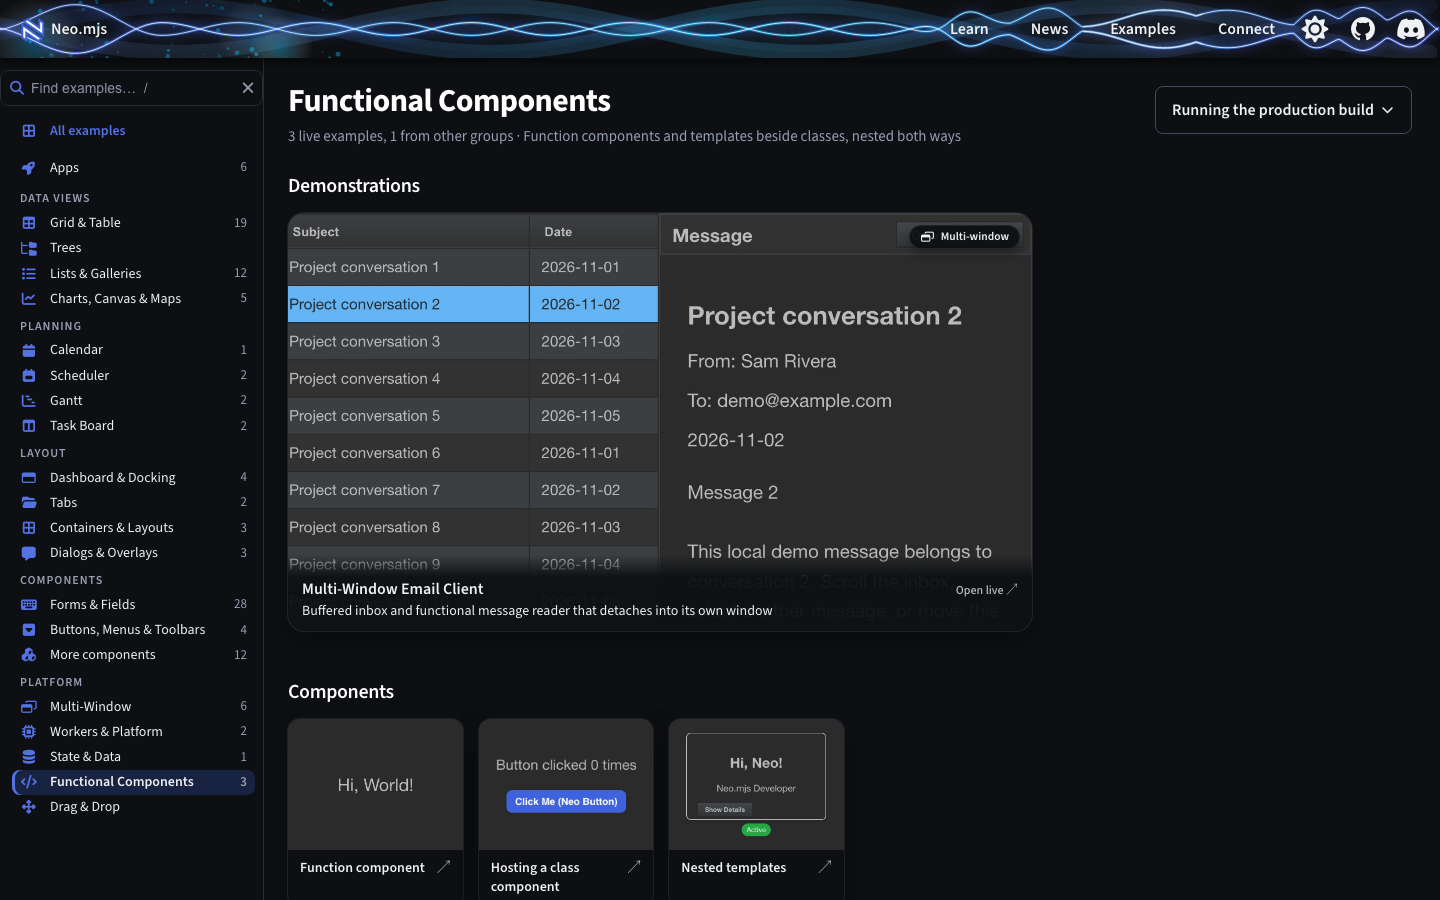 Neo.mjs
Learn
News
Examples
Connect
Find examples… /
All examples
Apps 6
DATA VIEWS
Grid & Table 19
Trees
Lists & Galleries 12
Charts, Canvas & Maps 5
PLANNING
Calendar 1
Scheduler 2
Gantt 2
Task Board 2
LAYOUT
Dashboard & Docking 4
Tabs 2
Containers & Layouts 3
Dialogs & Overlays 3
COMPONENTS
Forms & Fields 28
Buttons, Menus & Toolbars 4
More components 12
PLATFORM
Multi-Window 6
Workers & Platform 2
State & Data 1
Functional Components 3
Drag & Drop
Functional Components
3 live examples, 1 from other groups · Function components and templates beside classes, nested both ways
Running the production build
Demonstrations
Subject Date
Project conversation 1 2026-11-01
Project conversation 2 2026-11-02
Project conversation 3 2026-11-03
Project conversation 4 2026-11-04
Project conversation 5 2026-11-05
Project conversation 6 2026-11-01
Project conversation 7 2026-11-02
Project conversation 8 2026-11-03
Project conversation 9 2026-11-04
Message
Multi-window
Project conversation 2
From: Sam Rivera
To: demo@example.com
2026-11-02
Message 2
This local demo message belongs to
conversation 2. Scroll the inbox,
another message, or move this
Multi-Window Email Client
Buffered inbox and functional message reader that detaches into its own window
Open live
Components
Hi, World!
Function component
Button clicked 0 times
Click Me (Neo Button)
Hosting a class
component
Hi, Neo!
Neo.mjs Developer
Show Details
Active
Nested templates